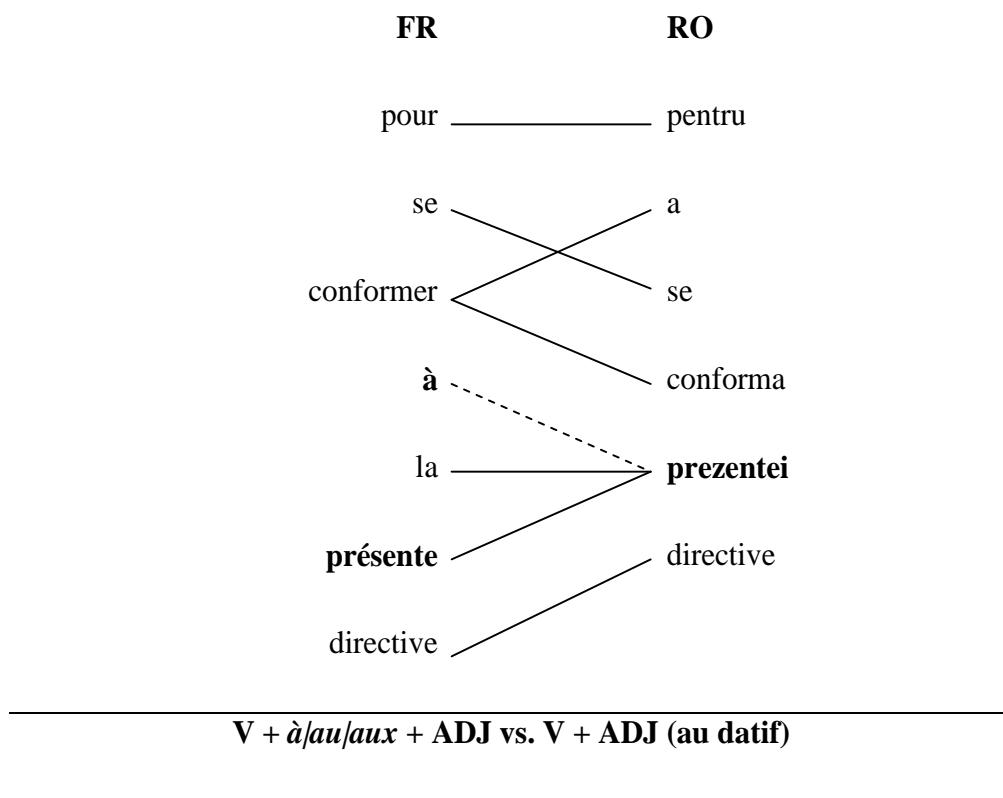 FR RO
pour pentru
se a
conformer se
à conforma
la prezentei
présente directive
directive
V + à/au/aux + ADJ vs. V + ADJ (au datif)